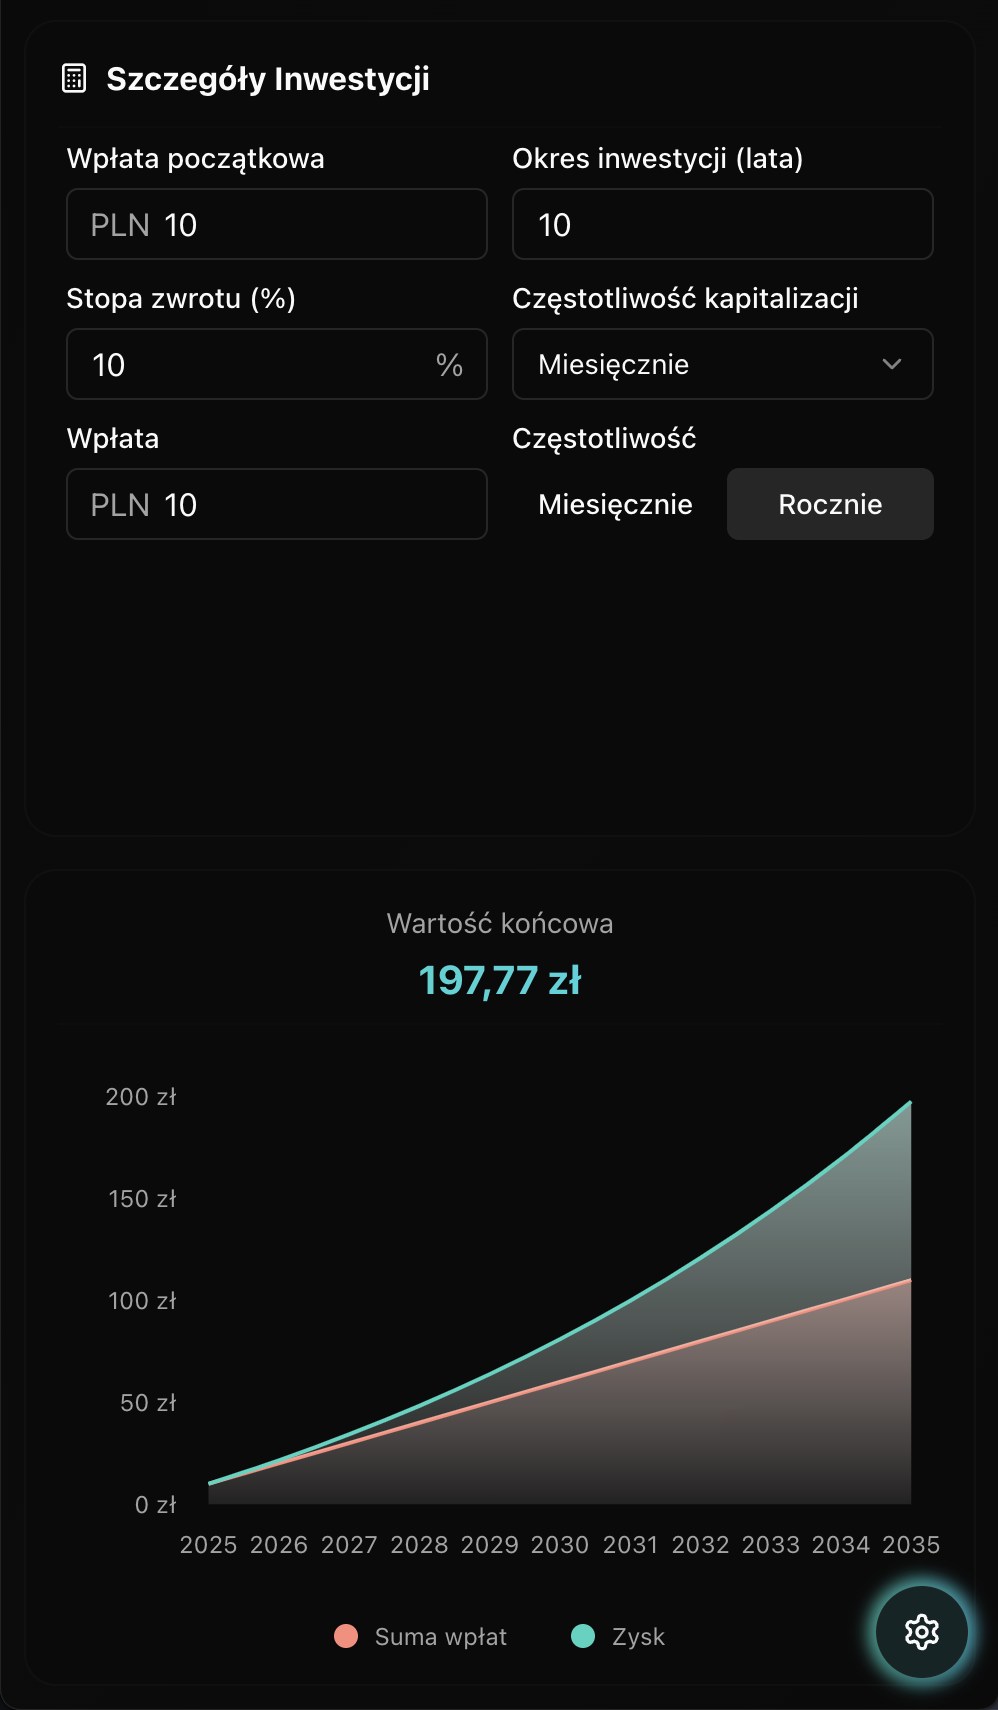 Szczegóły Inwestycji
Wpłata początkowa
Okres inwestycji (lata)
PLN 10
10
Stopa zwrotu (%)
Częstotliwość kapitalizacji
10 %
Miesięcznie
Wpłata
Częstotliwość
PLN 10
Miesięcznie
Rocznie
Wartość końcowa
197,77 zł
200 zł
150 zł
100 zł
50 zł
0 zł
2025 2026 2027 2028 2029 2030 2031 2032 2033 2034 2035
Suma wpłat
Zysk